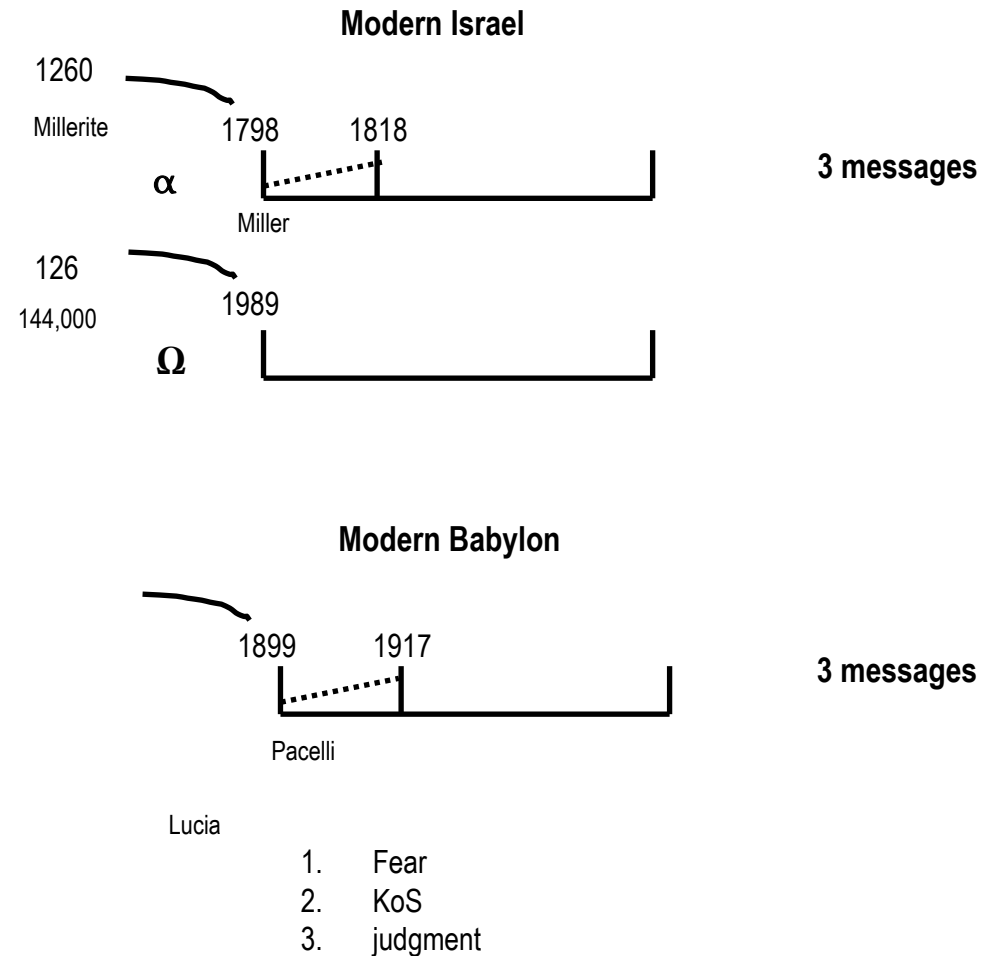 Modern Israel
1260
Millerite
1798 1818
α
3 messages
Miller
126
144,000
1989
Ω
Modern Babylon
1899 1917
3 messages
Pacelli
Lucia
1. Fear
2. KoS
3. judgment